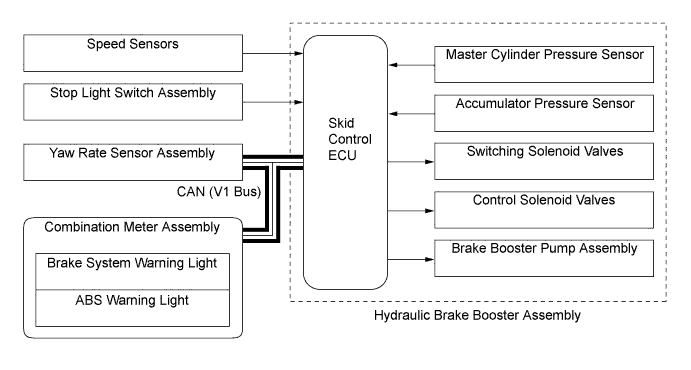 Speed Sensors
Stop Light Switch Assembly
Yaw Rate Sensor Assembly
CAN (V1 Bus)
Combination Meter Assembly
Brake System Warning Light
ABS Warning Light
Skid
Control
ECU
Master Cylinder Pressure Sensor
Accumulator Pressure Sensor
Switching Solenoid Valves
Control Solenoid Valves
Brake Booster Pump Assembly
Hydraulic Brake Booster Assembly